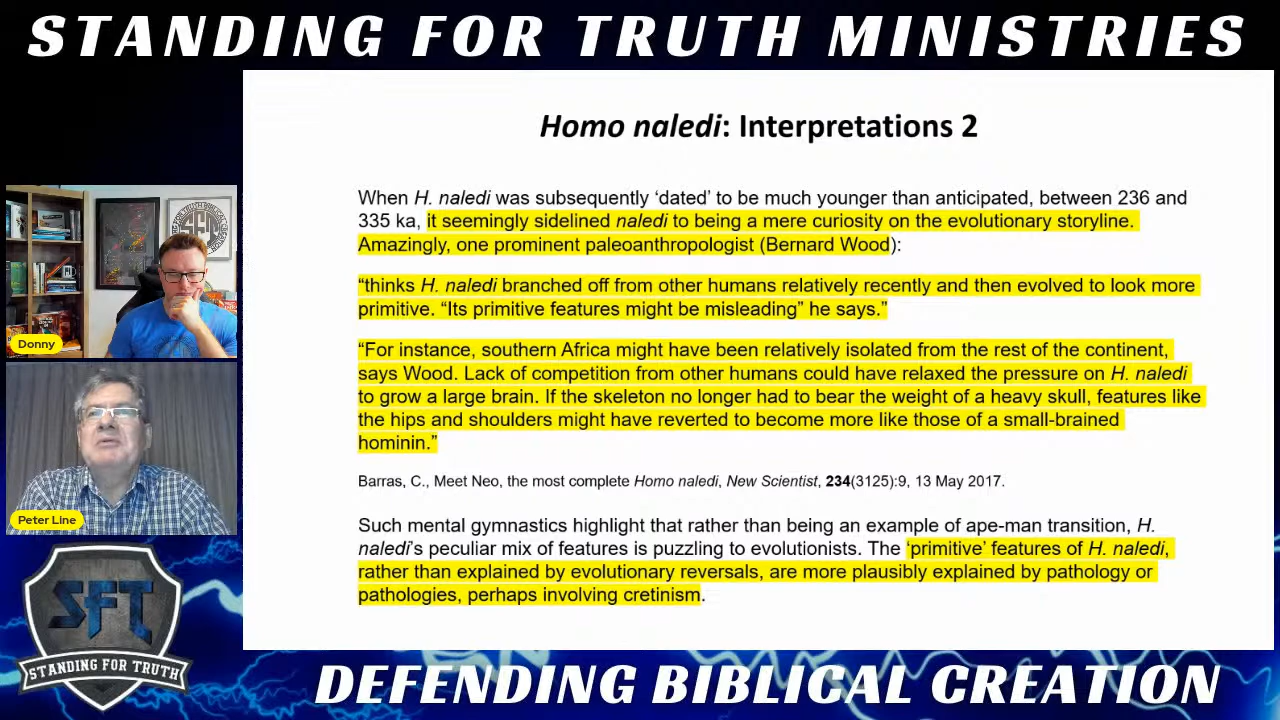 STANDING FOR TRUTH MINISTRIES
Homo naledi: Interpretations 2
When H. naledi was subsequently ‘dated’ to be much younger than anticipated, between 236 and
335 ka, it seemingly sidelined naledi to being a mere curiosity on the evolutionary storyline.
Amazingly, one prominent paleoanthropologist (Bernard Wood):
“thinks H. naledi branched off from other humans relatively recently and then evolved to look more
primitive. “Its primitive features might be misleading” he says.”
“For instance, southern Africa might have been relatively isolated from the rest of the continent,
says Wood. Lack of competition from other humans could have relaxed the pressure on H. naledi
to grow a large brain. If the skeleton no longer had to bear the weight of a heavy skull, features like
the hips and shoulders might have reverted to become more like those of a small-brained
hominin.”
Barras, C., Meet Neo, the most complete Homo naledi, New Scientist, 234(3125):9, 13 May 2017.
Such mental gymnastics highlight that rather than being an example of ape-man transition, H.
naledi’s peculiar mix of features is puzzling to evolutionists. The ‘primitive’ features of H. naledi,
rather than explained by evolutionary reversals, are more plausibly explained by pathology or
pathologies, perhaps involving cretinism.
Donny
Peter Line
SFT
STANDING FOR TRUTH
DEFENDING BIBLICAL CREATION